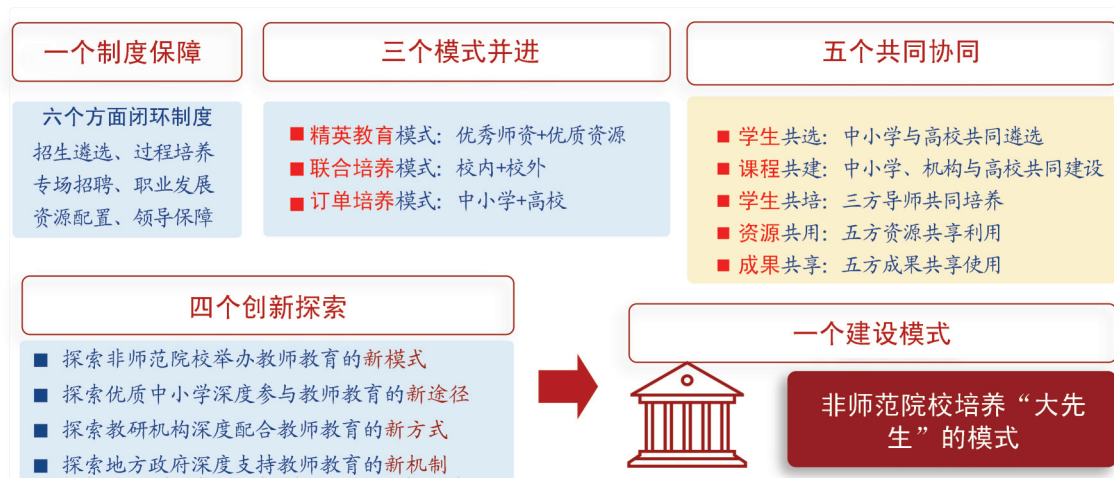 一个制度保障
六个方面闭环制度
招生遴选、过程培养
专场招聘、职业发展
资源配置、领导保障
三个模式并进
精英教育模式：优秀师资+优质资源
联合培养模式：校内+校外
订单培养模式：中小学+高校
五个共同协同
学生共选：中小学与高校共同遴选
课程共建：中小学、机构与高校共同建设
学生共培：三方导师共同培养
资源共用：五方资源共享利用
成果共享：五方成果共享使用
四个创新探索
探索非师范院校举办教师教育的新模式
探索优质中小学深度参与教师教育的新途径
探索教研机构深度配合教师教育的新方式
探索地方政府深度支持教师教育的新机制
一个建设模式
非师范院校培养“大先
生”的模式